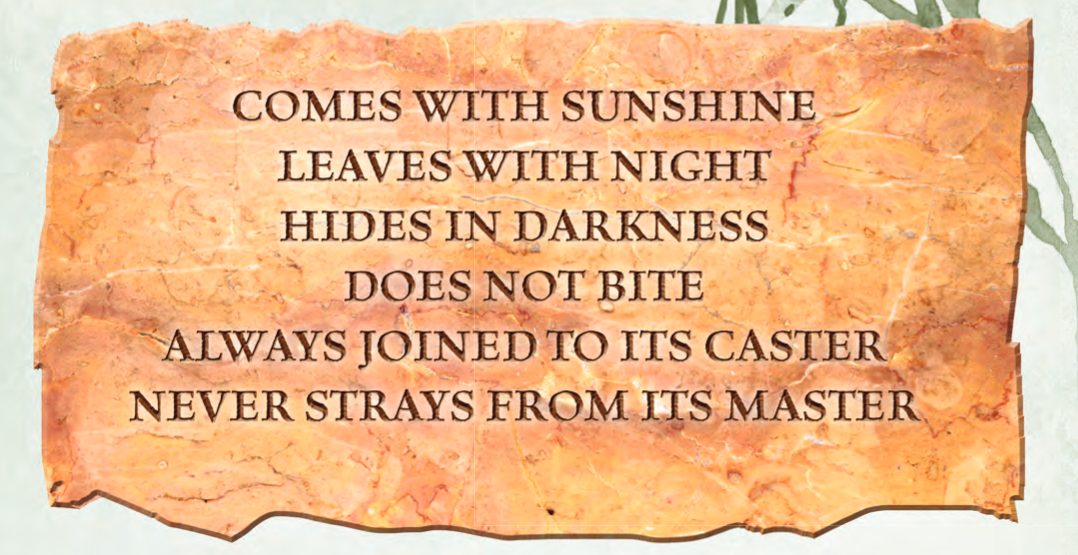 COMES WITH SUNSHINE
LEAVES WITH NIGHT
HIDES IN DARKNESS
DOES NOT BITE
ALWAYS JOINED TO ITS CASTER
NEVER STRAYS FROM ITS MASTER